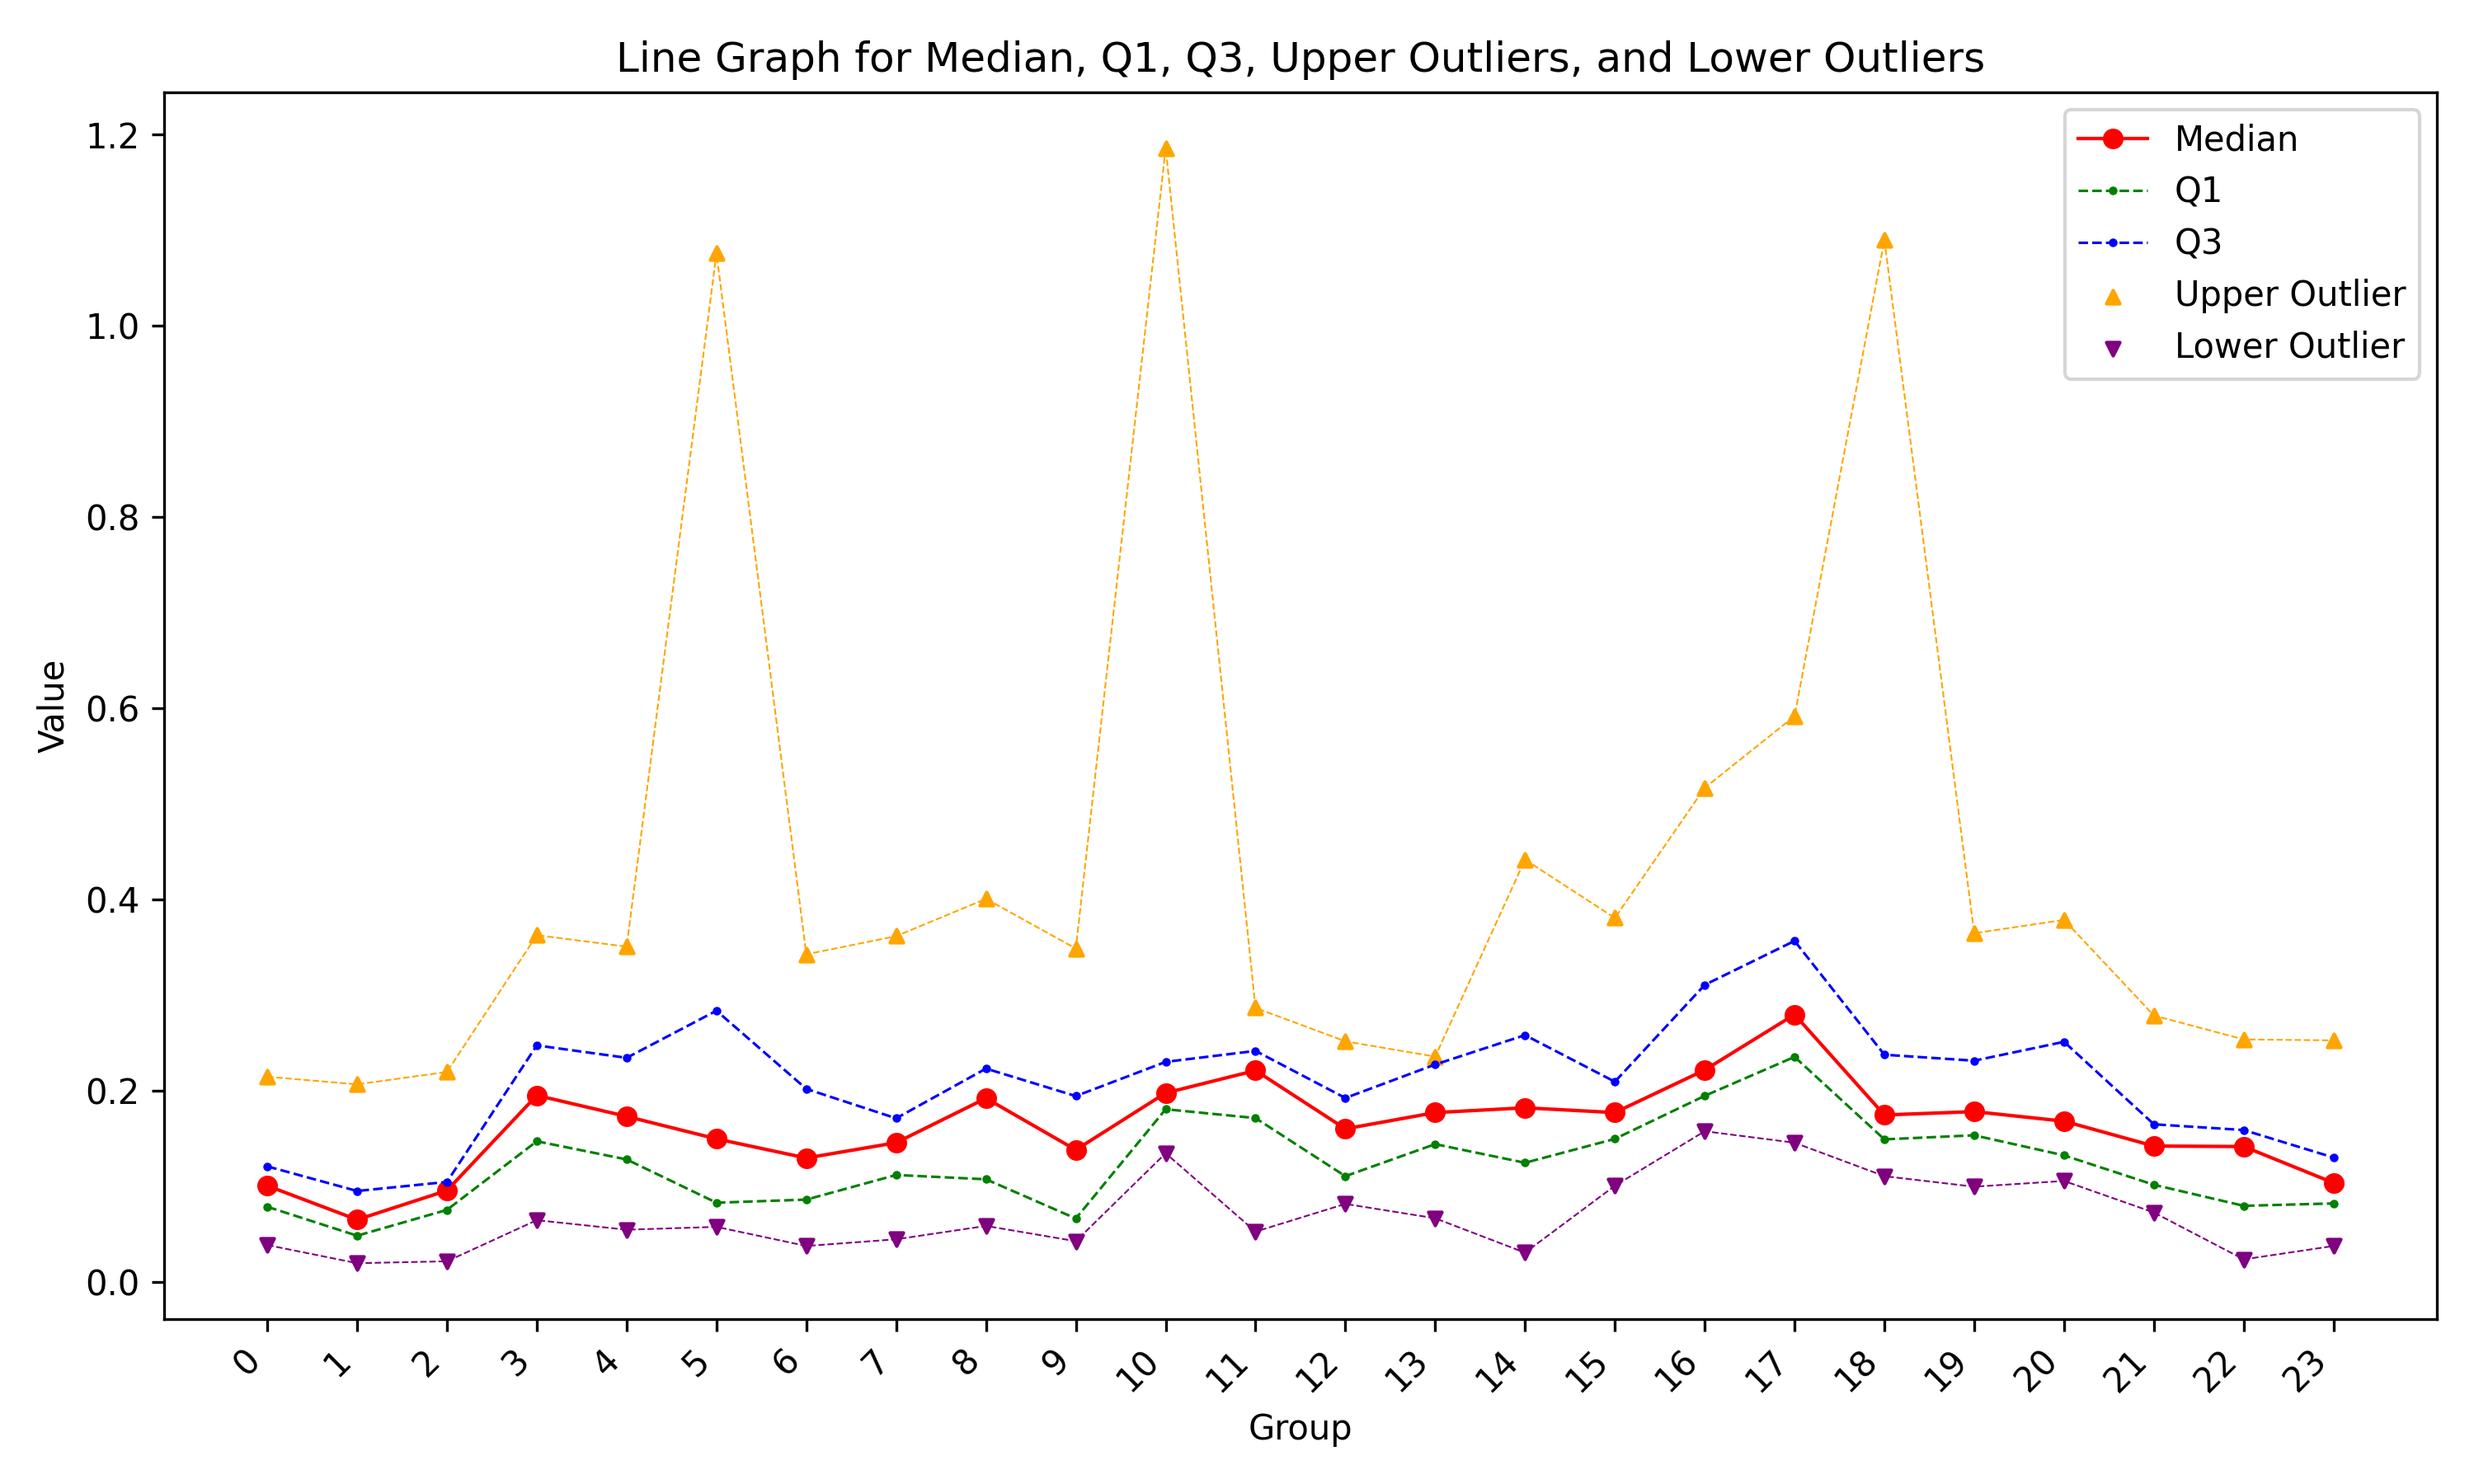 Line Graph for Median, Q1, Q3, Upper Outliers, and Lower Outliers
Median
Q1
Q3
Upper Outlier
Lower Outlier
Value
1.2
1.0
0.8
0.6
0.4
0.2
0.0
0 1 2 3 4 5 6 7 8 9 10 11 12 13 14 15 16 17 18 19 20 21 22 23
Group